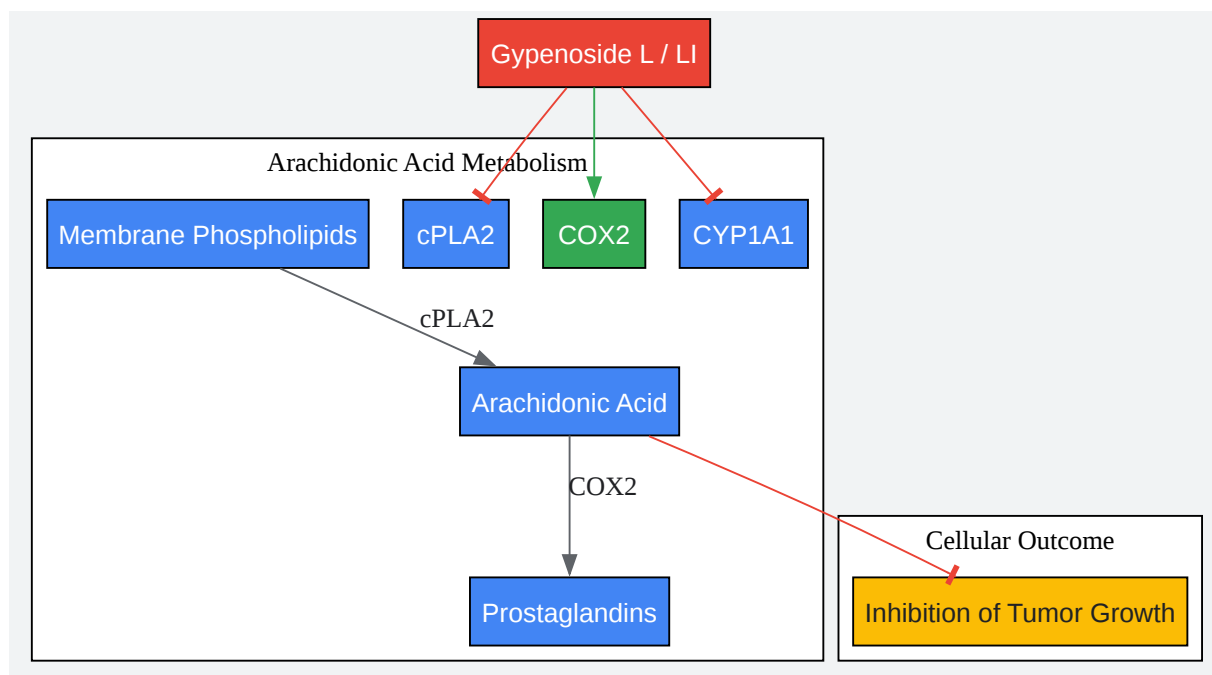 Gypenoside L / LI
Arachidonic Acid Metabolism
Membrane Phospholipids
cPLA2
COX2
CYP1A1
cPLA2
Arachidonic Acid
COX2
Cellular Outcome
Prostaglandins
Inhibition of Tumor Growth